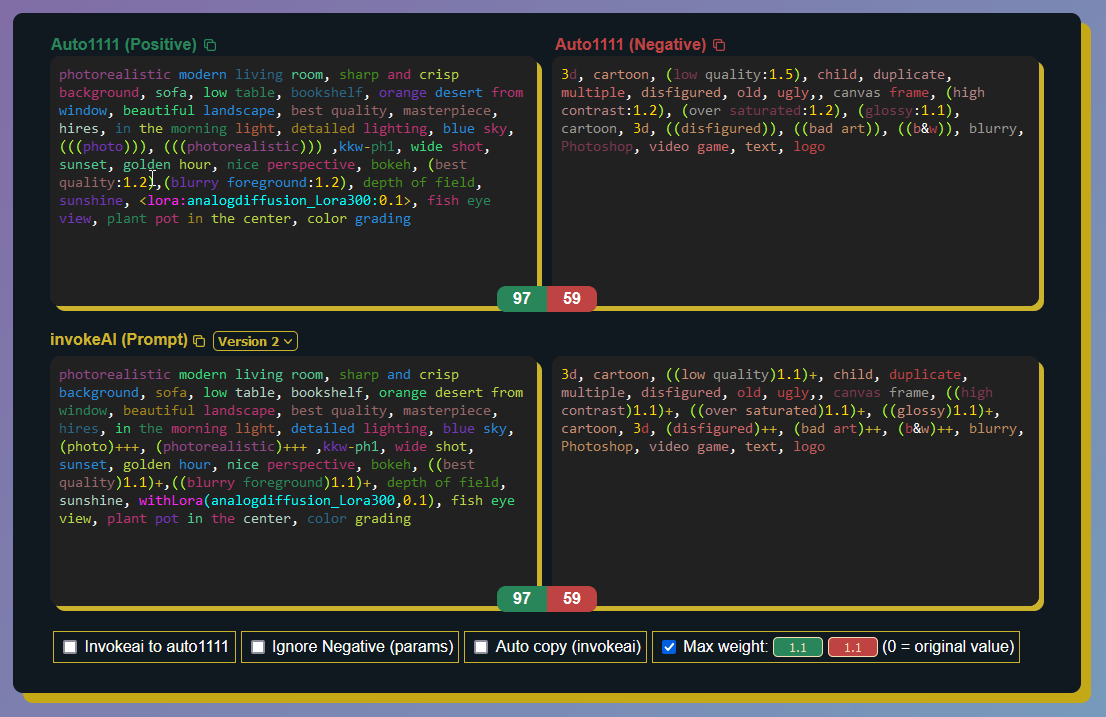 Auto1111 (Positive)
photorealistic modern living room, sharp and crisp
background, sofa, low table, bookshelf, orange desert from
window, beautiful landscape, best quality, masterpiece,
hires, in the morning light, detailed lighting, blue sky,
(((photo))), (((photorealistic))) ,kkw-ph1, wide shot,
sunset, golden hour, nice perspective, bokeh, (best
quality:1.2),(blurry foreground:1.2), depth of field,
sunshine, <lora:analogdiffusion_Lora300:0.1>, fish eye
view, plant pot in the center, color grading
97
Auto1111 (Negative)
3d, cartoon, (low quality:1.5), child, duplicate,
multiple, disfigured, old, ugly,, canvas frame, (high
contrast:1.2), (over saturated:1.2), (glossy:1.1),
cartoon, 3d, ((disfigured)), ((bad art)), ((b&w)), blurry,
Photoshop, video game, text, logo
59
invokeAI (Prompt) Version 2
photorealistic modern living room, sharp and crisp
background, sofa, low table, bookshelf, orange desert from
window, beautiful landscape, best quality, masterpiece,
hires, in the morning light, detailed lighting, blue sky,
(photo)+++, (photorealistic)+++ ,kkw-ph1, wide shot,
sunset, golden hour, nice perspective, bokeh, ((best
quality)1.1)+,((blurry foreground)1.1)+, depth of field,
sunshine, withLora(analogdiffusion_Lora300,0.1), fish eye
view, plant pot in the center, color grading
97
3d, cartoon, ((low quality)1.1)+, child, duplicate,
multiple, disfigured, old, ugly,, canvas frame, ((high
contrast)1.1)+, ((over saturated)1.1)+, ((glossy)1.1)+,
cartoon, 3d, (disfigured)++, (bad art)++, (b&w)++, blurry,
Photoshop, video game, text, logo
59
Invokeai to auto1111
Ignore Negative (params)
Auto copy (invokeai)
Max weight: 1.1 1.1 (0 = original value)